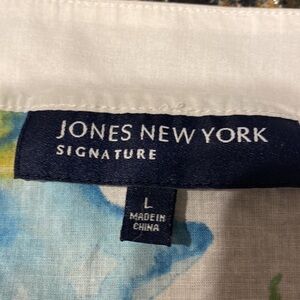 JONES NEW YORK
SIGNATURE
L
MADE IN
CHINA